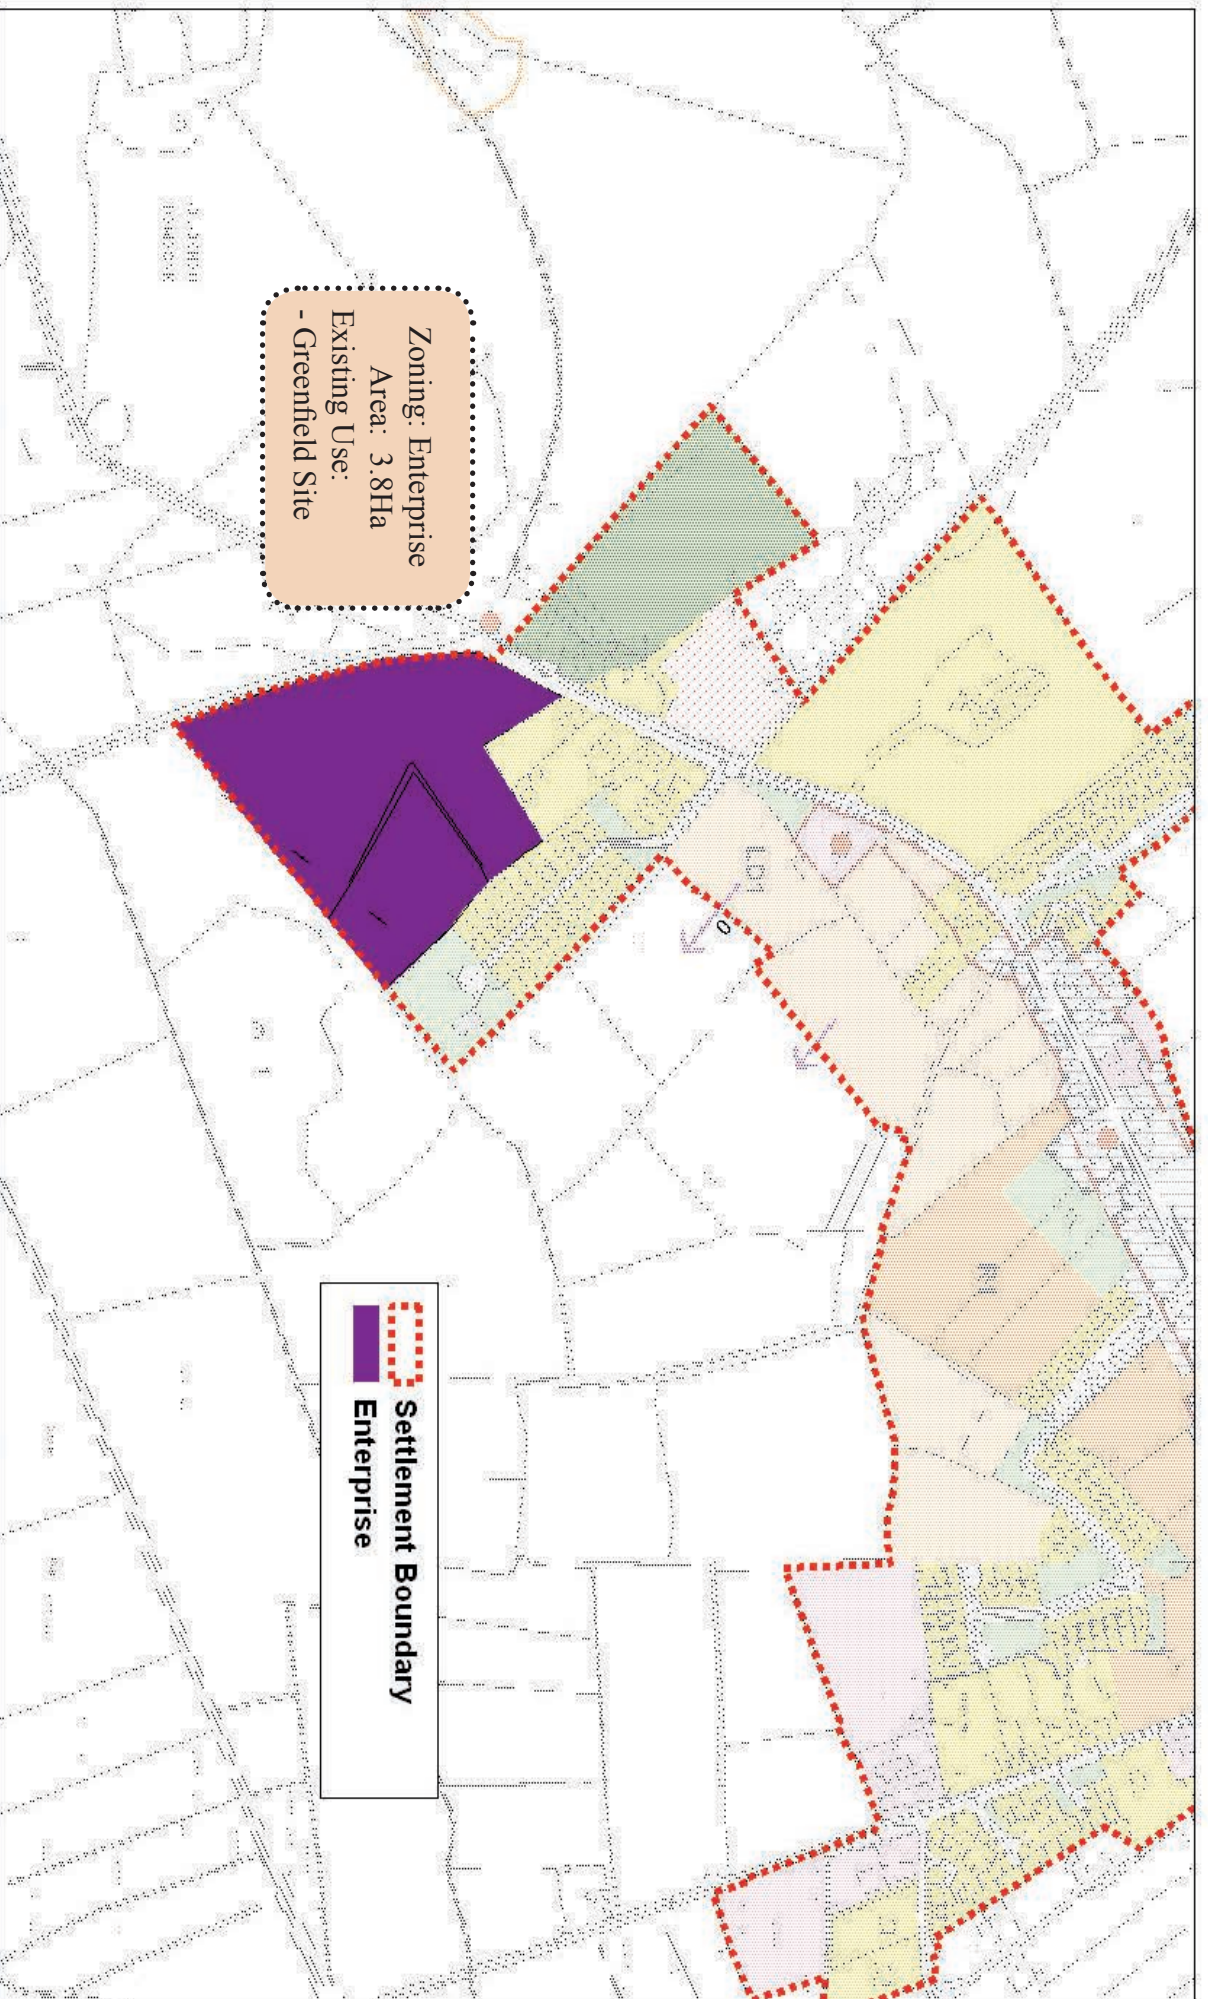 Zoning: Enterprise
Area: 3.8Ha
Existing Use:
- Greenfield Site
Settlement Boundary
Enterprise